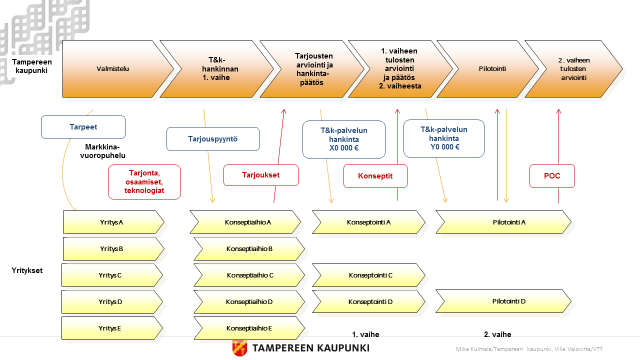 Tampereen
kaupunki
Valmistelu
T&k-
hankinnan
1. vaihe
Tarjousten
arviointi ja
hankinta-
päätös
1. vaiheen
tulosten
arviointi
ja päätös
2. vaiheesta
Pilotointi
2. vaiheen
tulosten
arviointi
Tarpeet
Markkina-
vuoropuhelu
Tarjonta,
osaamiset,
teknologiat
Tarjouspyyntö
Tarjoukset
T&k-palvelun
hankinta
X0 000 €
Konseptit
T&k-palvelun
hankinta
Y0 000 €
POC
Yritykset
Yritys A
Konseptiaihio A
Konseptointi A
Pilotointi A
Yritys B
Konseptiaihio B
Yritys C
Konseptiaihio C
Konseptointi C
Yritys D
Konseptiaihio D
Konseptointi D
Pilotointi D
Yritys E
Konseptiaihio E
1. vaihe
2. vaihe
TAMPEREEN KAUPUNKI
Mika Kulmala/Tampereen kaupunki, Ville Valovirta/VTT